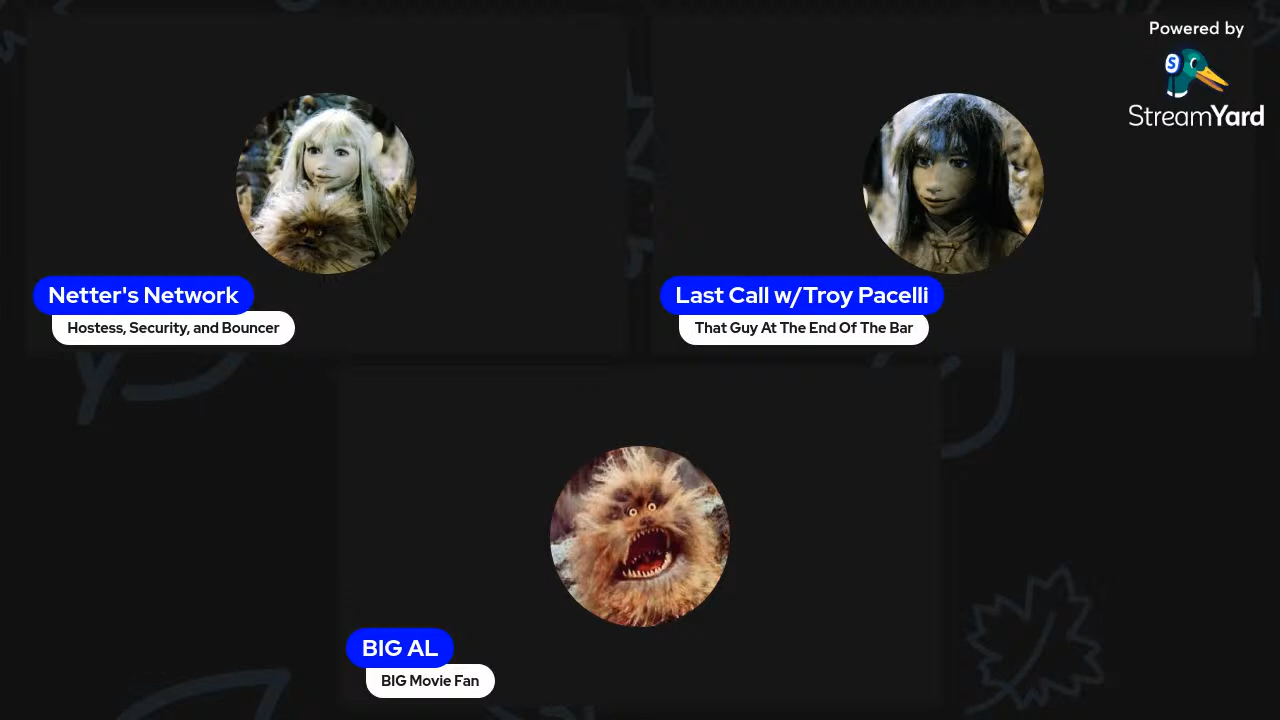 Powered by
StreamYard
Netter's Network
Hostess, Security, and Bouncer
Last Call w/Troy Pacelli
That Guy At The End Of The Bar
BIG AL
BIG Movie Fan